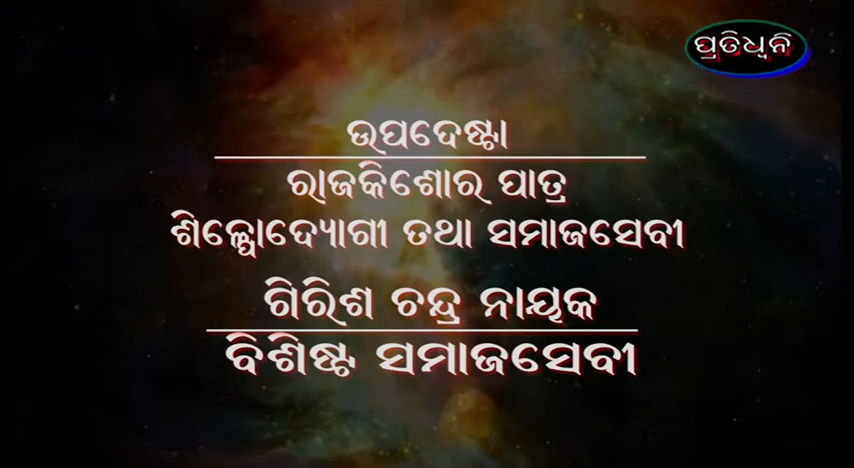 ପ୍ରତିଧ୍ୱନି
ଉପଦେଷ୍ଟା
ରାଜକିଶୋର ପାତ୍ର
ଶିଳ୍ପୋଦ୍ୟୋଗୀ ତଥା ସମାଜସେବୀ
ଗିରିଶ ଚନ୍ଦ୍ର ନାୟକ
ବିଶିଷ୍ଟ ସମାଜସେବୀ